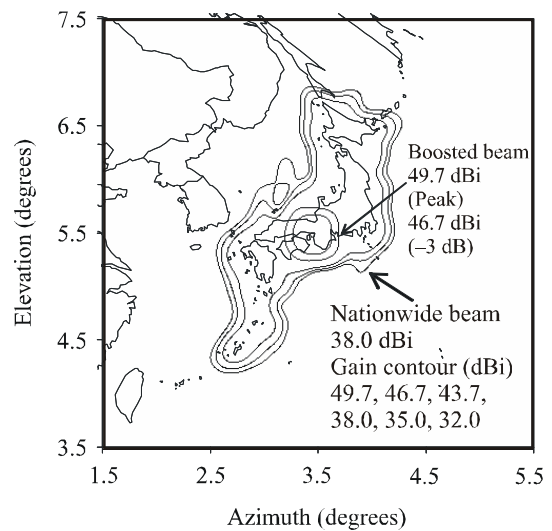 7.5
6.5
5.5
4.5
3.5
Elevation (degrees)
Boosted beam
49.7 dBi
(Peak)
46.7 dBi
(–3 dB)
Nationwide beam
38.0 dBi
Gain contour (dBi)
49.7, 46.7, 43.7,
38.0, 35.0, 32.0
1.5 2.5 3.5 4.5 5.5
Azimuth (degrees)